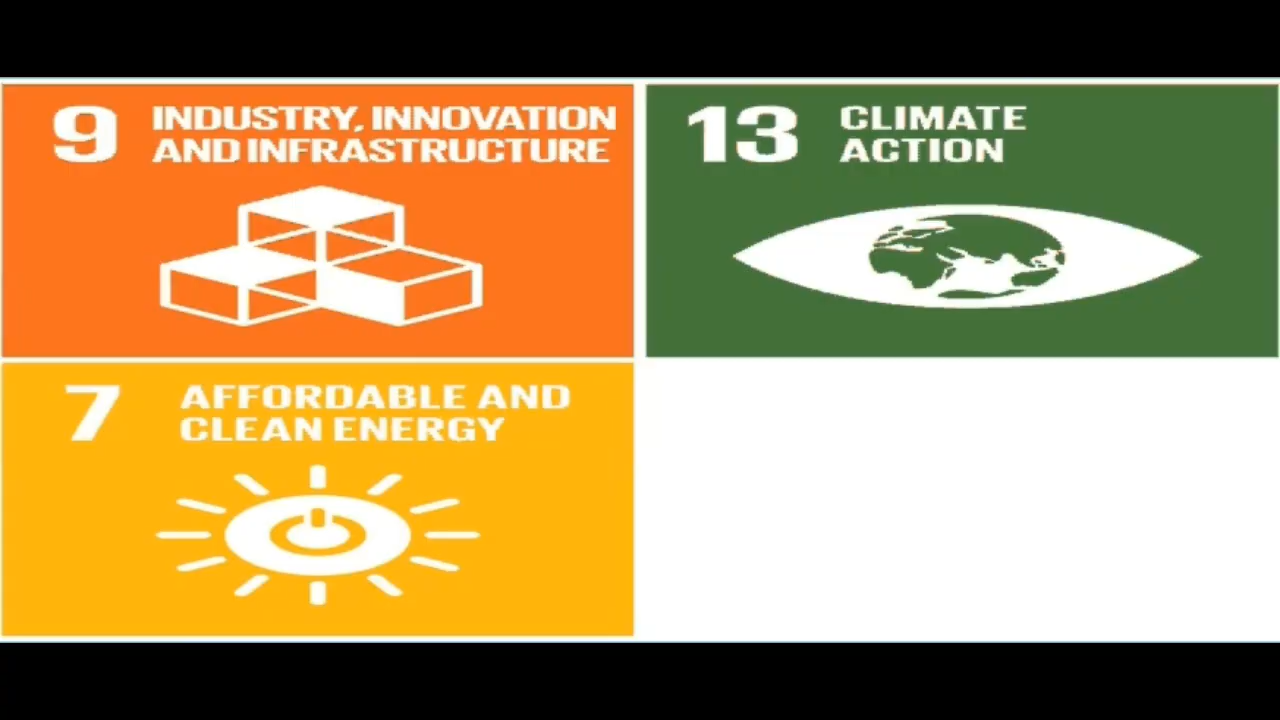 9 INDUSTRY, INNOVATION
AND INFRASTRUCTURE
13 CLIMATE
ACTION
7 AFFORDABLE AND
CLEAN ENERGY